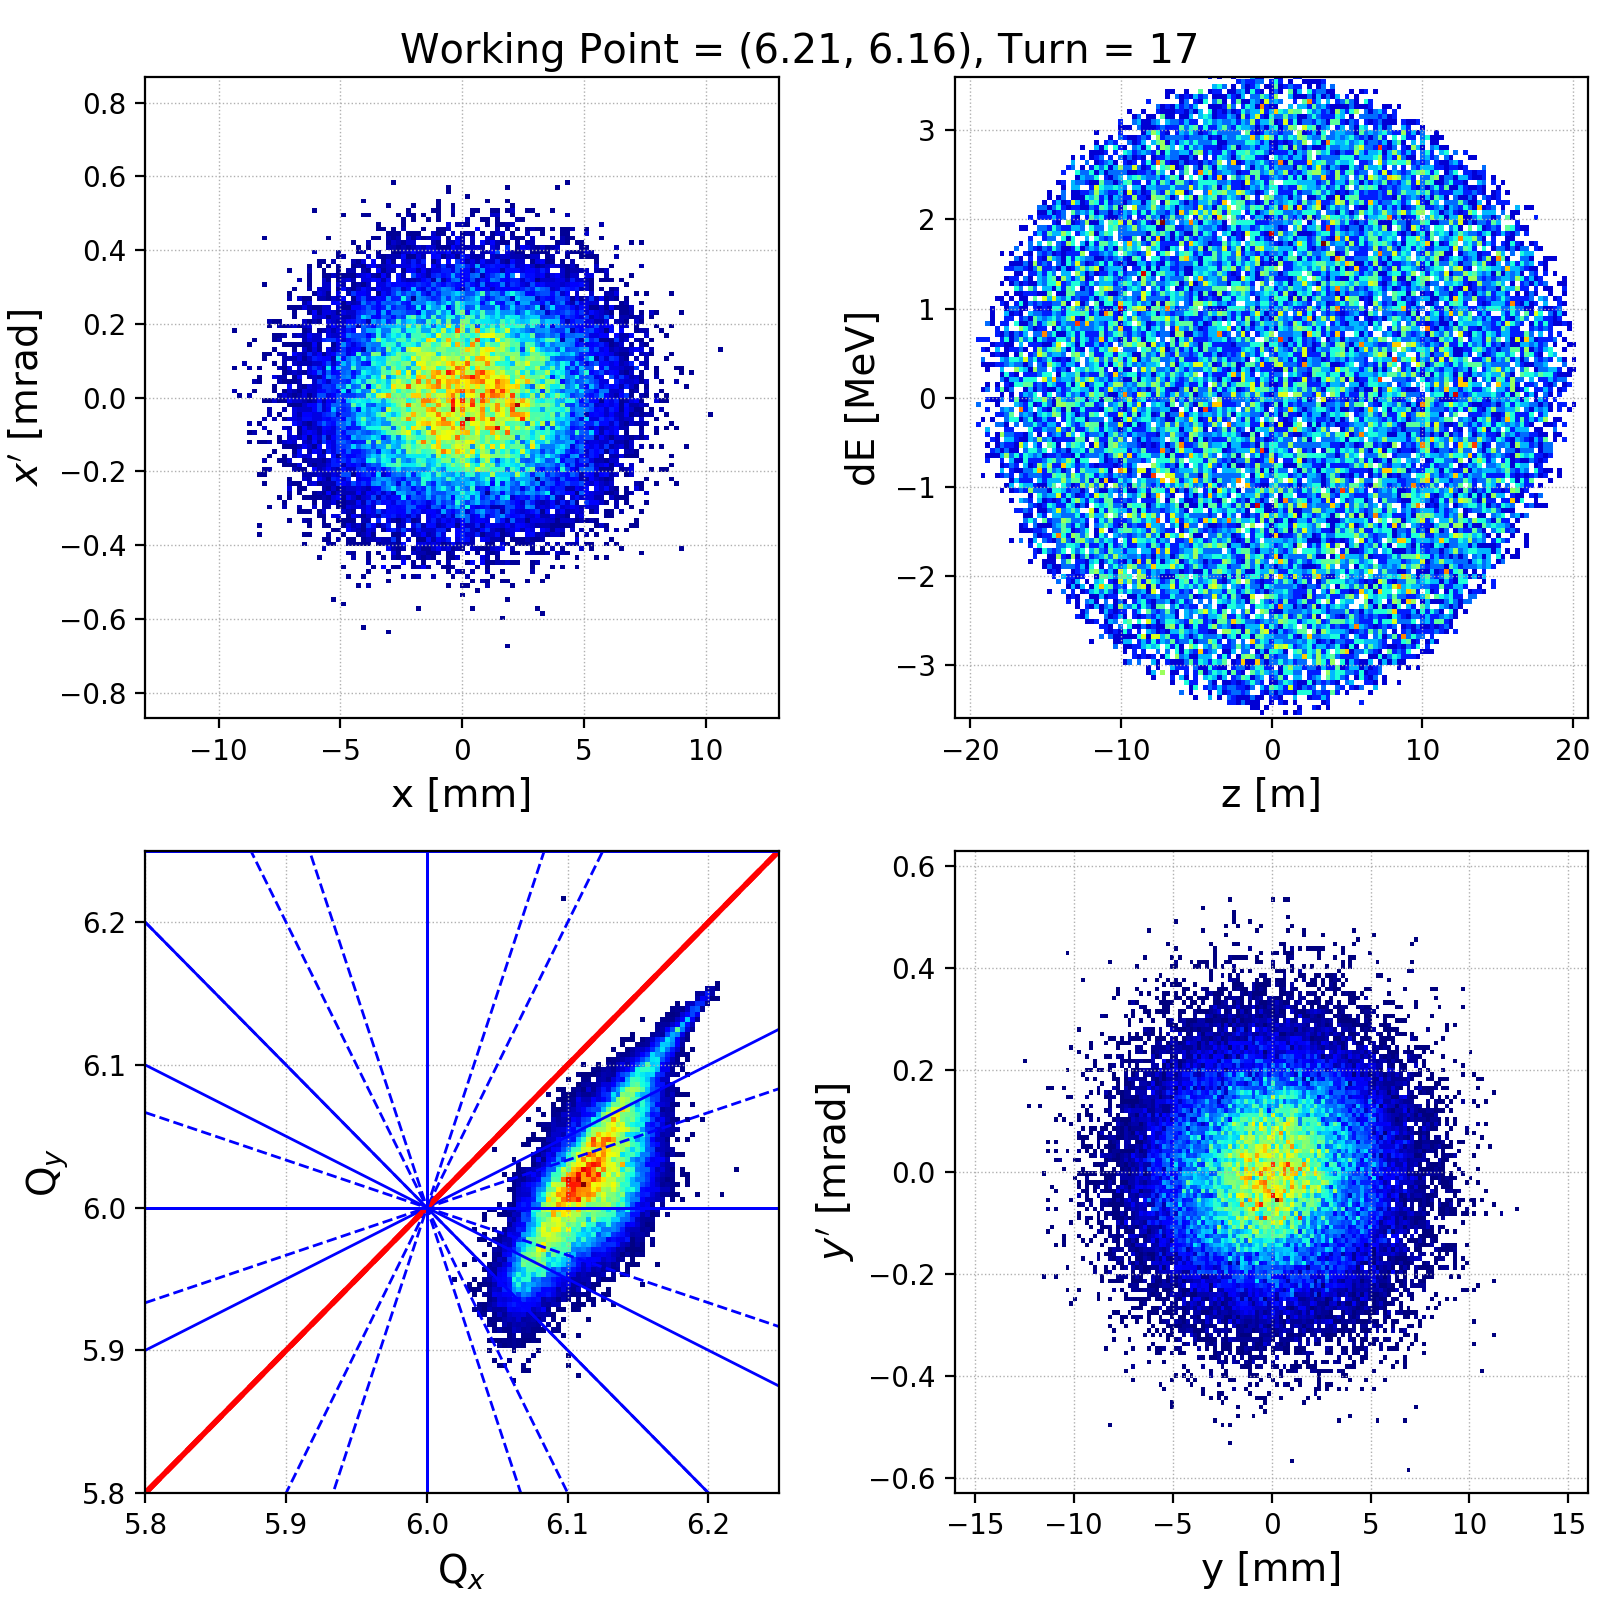 Working Point = (6.21, 6.16), Turn = 17
0.8
0.6
0.4
0.2
0.0
−0.2
−0.4
−0.6
−0.8
x′ [mrad]
−10 −5 0 5 10
x [mm]
3
2
1
0
−1
−2
−3
dE [MeV]
−20 −10 0 10 20
z [m]
6.2
6.1
6.0
5.9
5.8
Qy
5.8 5.9 6.0 6.1 6.2
Qx
0.6
0.4
0.2
0.0
−0.2
−0.4
−0.6
y′ [mrad]
−15 −10 −5 0 5 10 15
y [mm]